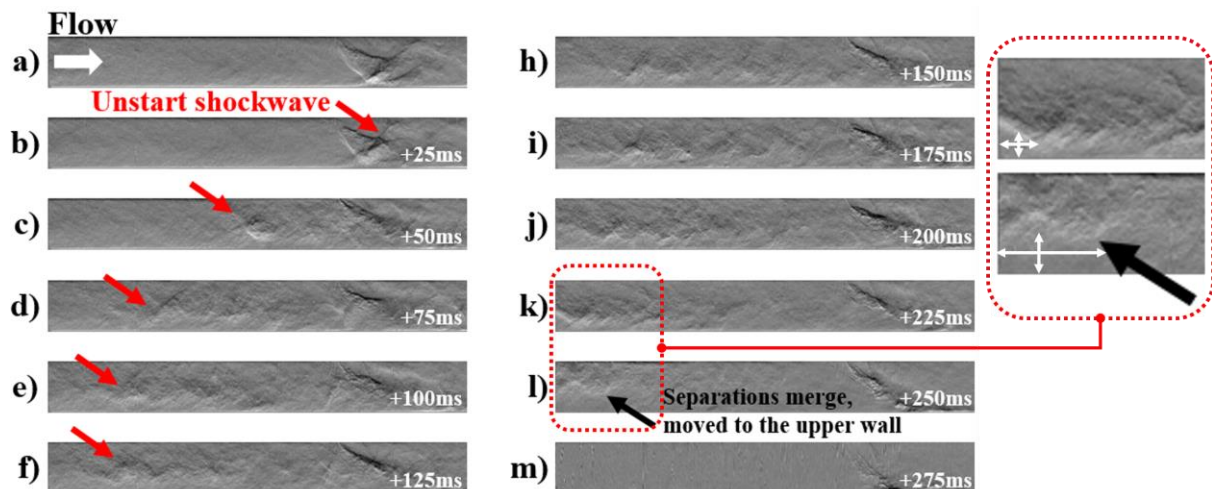 Flow
a)
Unstart shockwave
b)
+25ms
c)
+50ms
d)
+75ms
e)
+100ms
f)
+125ms
h)
+150ms
i)
+175ms
j)
+200ms
k)
+225ms
l)
+250ms
Separations merge,
moved to the upper wall
m)
+275ms